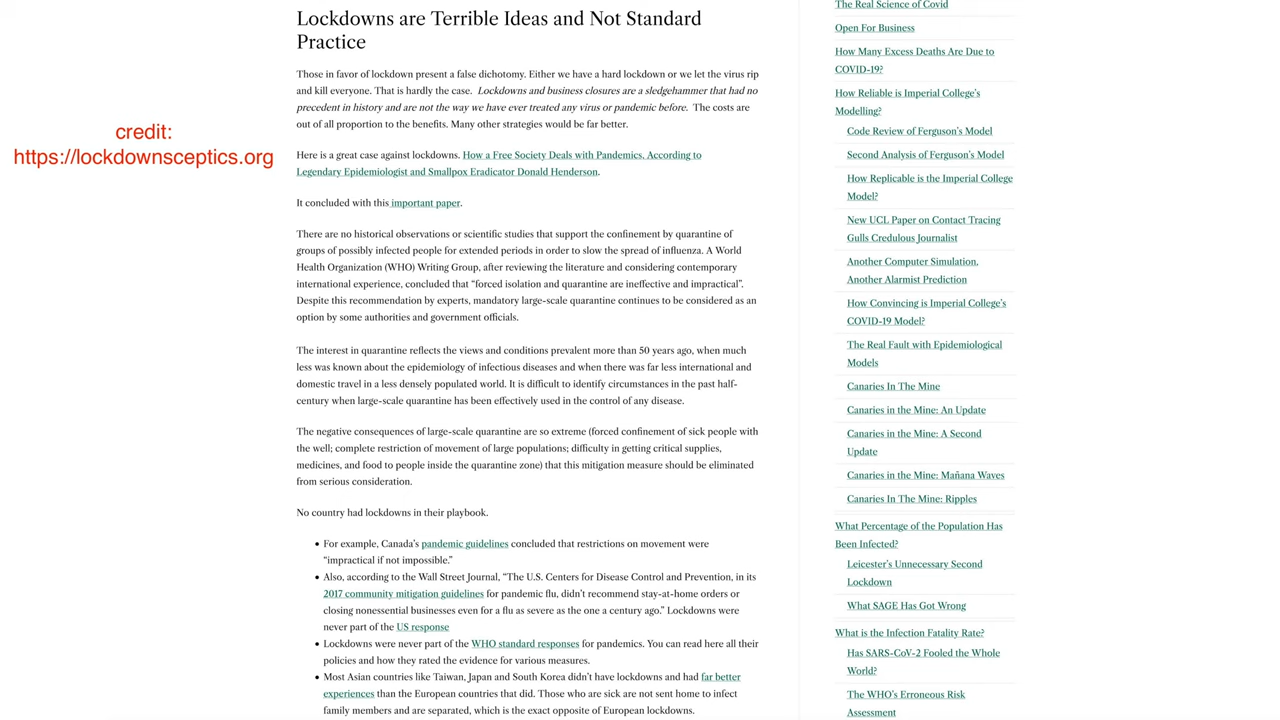 Lockdowns are Terrible Ideas and Not Standard
Practice
Those in favor of lockdown present a false dichotomy. Either we have a hard lockdown or we let the virus rip
and kill everyone. That is hardly the case. Lockdowns and business closures are a sledgehammer that had no
precedent in history and are not the way we have ever treated any virus or pandemic before. The costs are
out of all proportion to the benefits. Many other strategies would be far better.
Here is a great case against lockdowns. How a Free Society Deals with Pandemics, According to
Legendary Epidemiologist and Smallpox Eradicator Donald Henderson.
It concluded with this important paper.
There are no historical observations or scientific studies that support the confinement by quarantine of
groups of possibly infected people for extended periods in order to slow the spread of influenza. A World
Health Organization (WHO) Writing Group, after reviewing the literature and considering contemporary
international experience, concluded that “forced isolation and quarantine are ineffective and impractical”.
Despite this recommendation by experts, mandatory large-scale quarantine continues to be considered as an
option by some authorities and government officials.
The interest in quarantine reflects the views and conditions prevalent more than 50 years ago, when much
less was known about the epidemiology of infectious diseases and when there was far less international and
domestic travel in a less densely populated world. It is difficult to identify circumstances in the past half-
century when large-scale quarantine has been effectively used in the control of any disease.
The negative consequences of large-scale quarantine are so extreme (forced confinement of sick people with
the well; complete restriction of movement of large populations; difficulty in getting critical supplies,
medicines, and food to people inside the quarantine zone) that this mitigation measure should be eliminated
from serious consideration.
No country had lockdowns in their playbook.
• For example, Canada’s pandemic guidelines concluded that restrictions on movement were
“impractical if not impossible.”
• Also, according to the Wall Street Journal, “The U.S. Centers for Disease Control and Prevention, in its
2017 community mitigation guidelines for pandemic flu, didn’t recommend stay-at-home orders or
closing nonessential businesses even for a flu as severe as the one a century ago.” Lockdowns were
never part of the US response
• Lockdowns were never part of the WHO standard responses for pandemics. You can read here all their
policies and how they rated the evidence for various measures.
• Most Asian countries like Taiwan, Japan and South Korea didn’t have lockdowns and had far better
experiences than the European countries that did. Those who are sick are not sent home to infect
family members and are separated, which is the exact opposite of European lockdowns.
credit:
https://lockdownsceptics.org
The Real Science of Covid
Open For Business
How Many Excess Deaths Are Due to
COVID-19?
How Reliable is Imperial College’s
Modelling?
Code Review of Ferguson’s Model
Second Analysis of Ferguson’s Model
How Replicable is the Imperial College
Model?
New UCL Paper on Contact Tracing
Gulls Credulous Journalist
Another Computer Simulation,
Another Alarmist Prediction
How Convincing is Imperial College’s
COVID-19 Model?
The Real Fault with Epidemiological
Models
Canaries In The Mine
Canaries in the Mine: An Update
Canaries in the Mine: A Second
Update
Canaries in the Mine: Mañana Waves
Canaries In The Mine: Ripples
What Percentage of the Population Has
Been Infected?
Leicester’s Unnecessary Second
Lockdown
What SAGE Has Got Wrong
What is the Infection Fatality Rate?
Has SARS-CoV-2 Fooled the Whole
World?
The WHO’s Erroneous Risk
Assessment